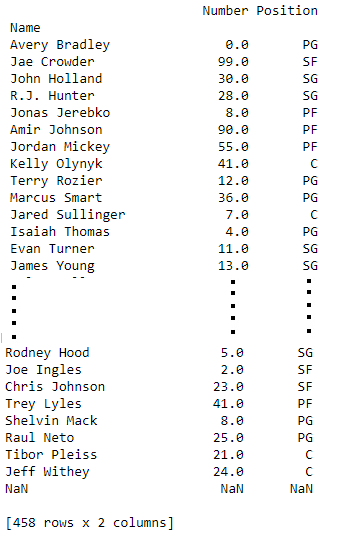 Number Position
Name
Avery Bradley 0.0 PG
Jae Crowder 99.0 SF
John Holland 30.0 SG
R.J. Hunter 28.0 SG
Jonas Jerebko 8.0 PF
Amir Johnson 90.0 PF
Jordan Mickey 55.0 PF
Kelly Olynyk 41.0 C
Terry Rozier 12.0 PG
Marcus Smart 36.0 PG
Jared Sullinger 7.0 C
Isaiah Thomas 4.0 PG
Evan Turner 11.0 SG
James Young 13.0 SG
Rodney Hood 5.0 SG
Joe Ingles 2.0 SF
Chris Johnson 23.0 SF
Trey Lyles 41.0 PF
Shelvin Mack 8.0 PG
Raul Neto 25.0 PG
Tibor Pleiss 21.0 C
Jeff Withey 24.0 C
NaN NaN NaN
[458 rows x 2 columns]